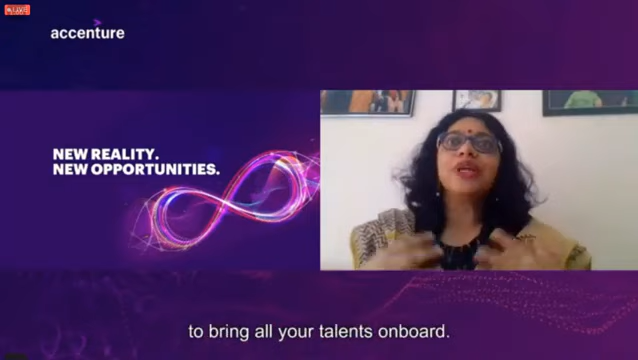 LIVE
accenture
NEW REALITY.
NEW OPPORTUNITIES.
to bring all your talents onboard.